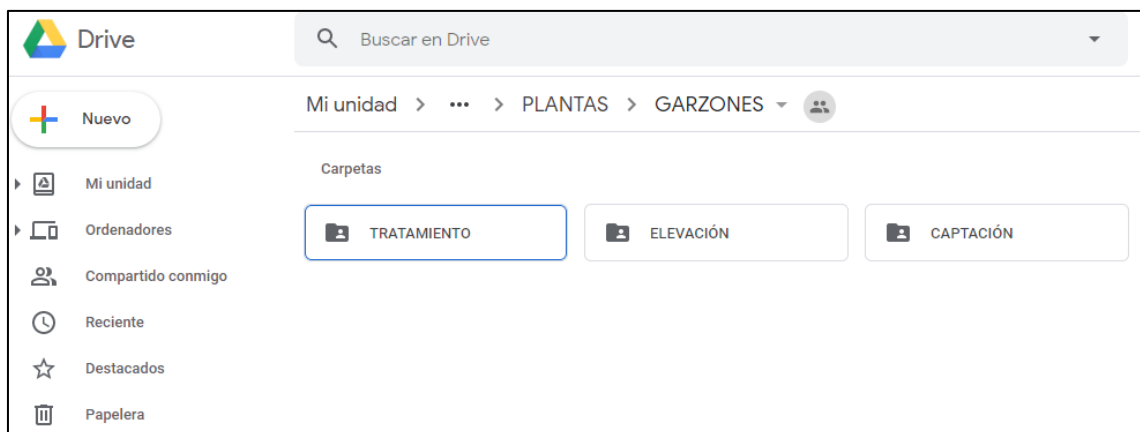 Drive
Buscar en Drive
Nuevo
Mi unidad > ••• > PLANTAS > GARZONES
Carpetas
Mi unidad
TRATAMIENTO
ELEVACIÓN
CAPTACIÓN
Ordenadores
Compartido conmigo
Reciente
Destacados
Papelera